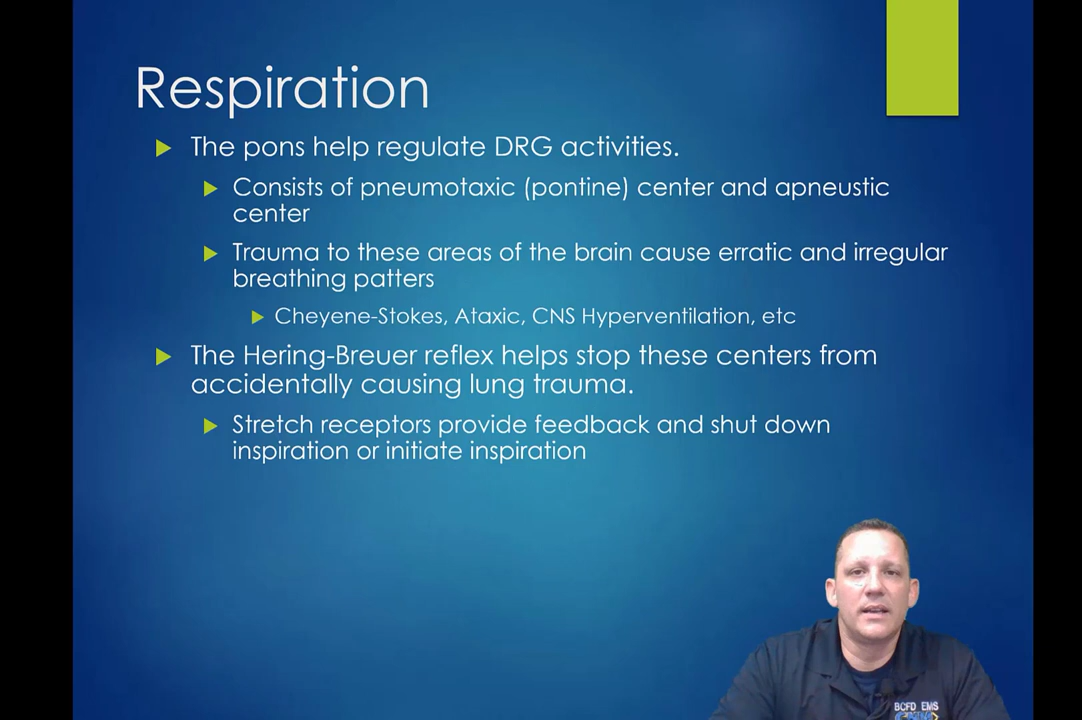 Respiration
The pons help regulate DRG activities.
Consists of pneumotaxic (pontine) center and apneustic
center
Trauma to these areas of the brain cause erratic and irregular
breathing patters
Cheyene-Stokes, Ataxic, CNS Hyperventilation, etc
The Hering-Breuer reflex helps stop these centers from
accidentally causing lung trauma.
Stretch receptors provide feedback and shut down
inspiration or initiate inspiration
BCFD EMS